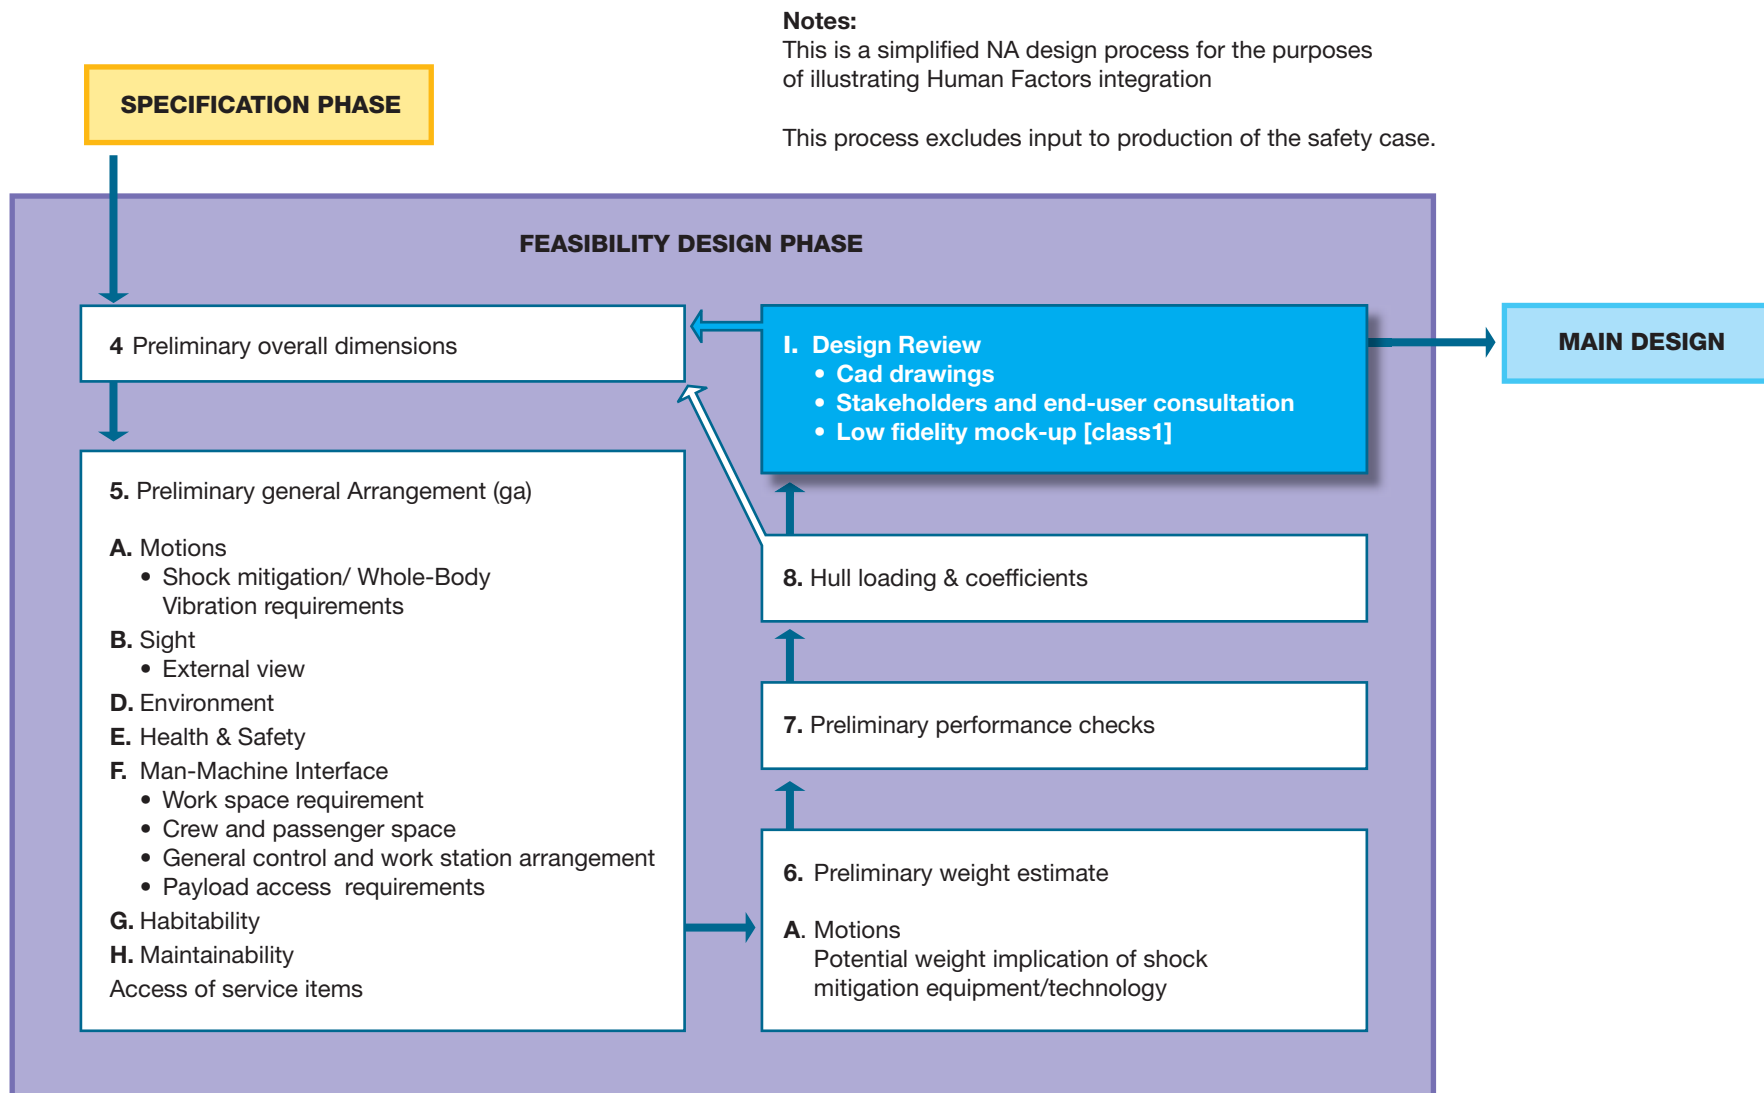 Notes:
This is a simplified NA design process for the purposes
of illustrating Human Factors integration
This process excludes input to production of the safety case.
SPECIFICATION PHASE
FEASIBILITY DESIGN PHASE
4 Preliminary overall dimensions
5. Preliminary general Arrangement (ga)
A. Motions
• Shock mitigation/ Whole-Body
Vibration requirements
B. Sight
• External view
D. Environment
E. Health & Safety
F. Man-Machine Interface
• Work space requirement
• Crew and passenger space
• General control and work station arrangement
• Payload access requirements
G. Habitability
H. Maintainability
Access of service items
I. Design Review
• Cad drawings
• Stakeholders and end-user consultation
• Low fidelity mock-up [class1]
8. Hull loading & coefficients
7. Preliminary performance checks
6. Preliminary weight estimate
A. Motions
Potential weight implication of shock
mitigation equipment/technology
MAIN DESIGN